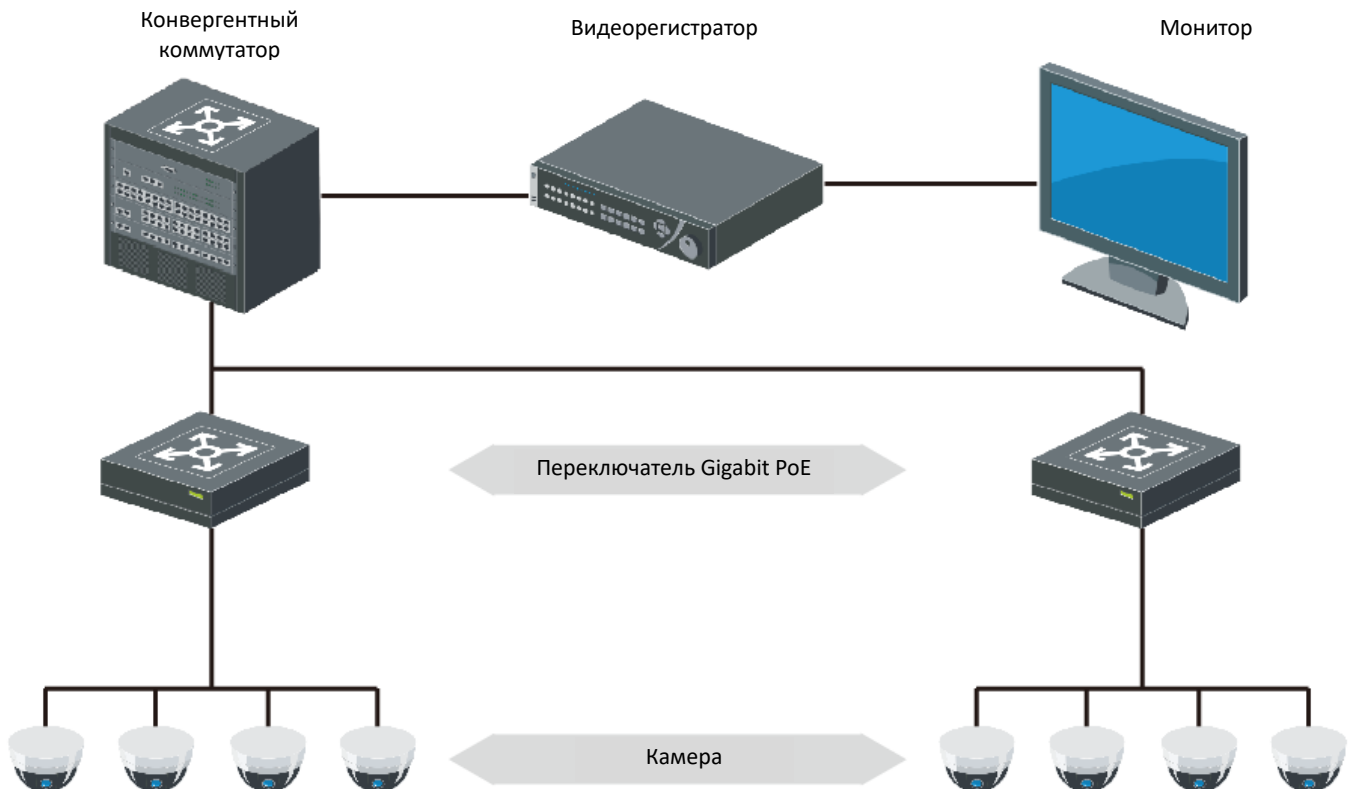 Конвергентный
коммутатор
Видеорегистратор
Монитор
Переключатель Gigabit PoE
Камера